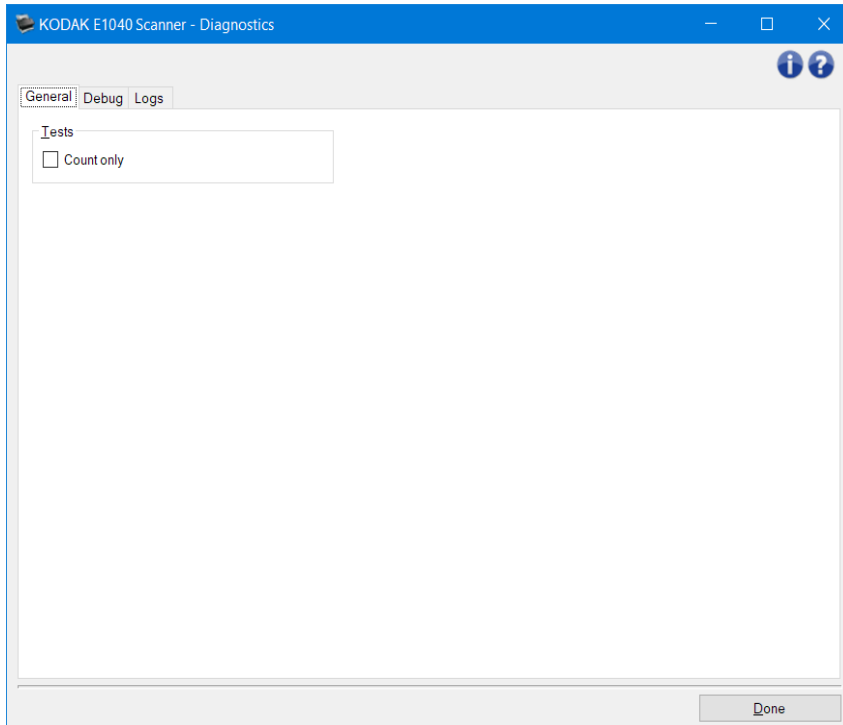 KODAK E1040 Scanner - Diagnostics
General Debug Logs
Tests
Count only
Done